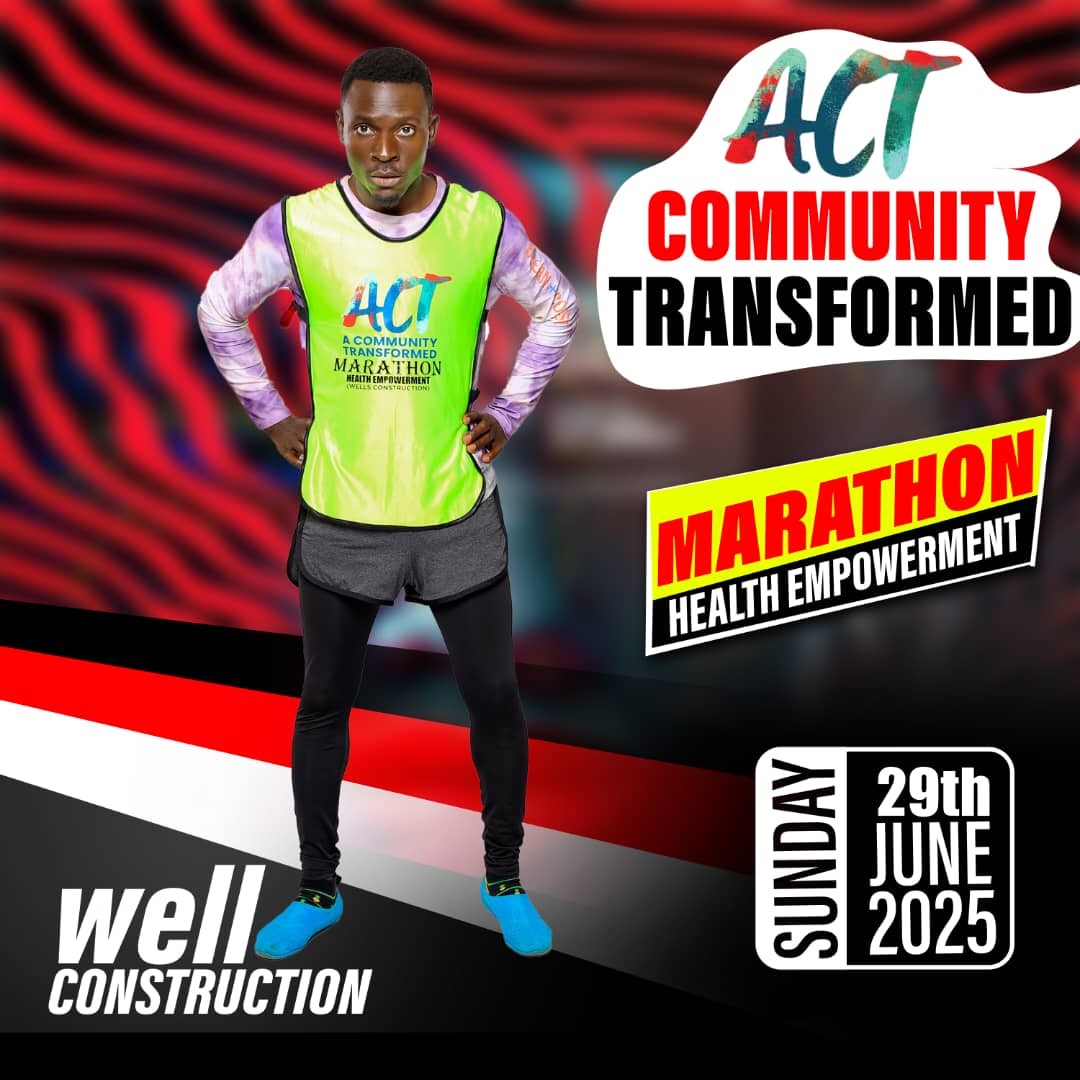 ACT
COMMUNITY
TRANSFORMED
ACT
A COMMUNITY
TRANSFORMED
MARATHON
HEALTH EMPOWERMENT
(WELLS CONSTRUCTION)
MARATHON
HEALTH EMPOWERMENT
SUNDAY
29th
JUNE
2025
well
CONSTRUCTION